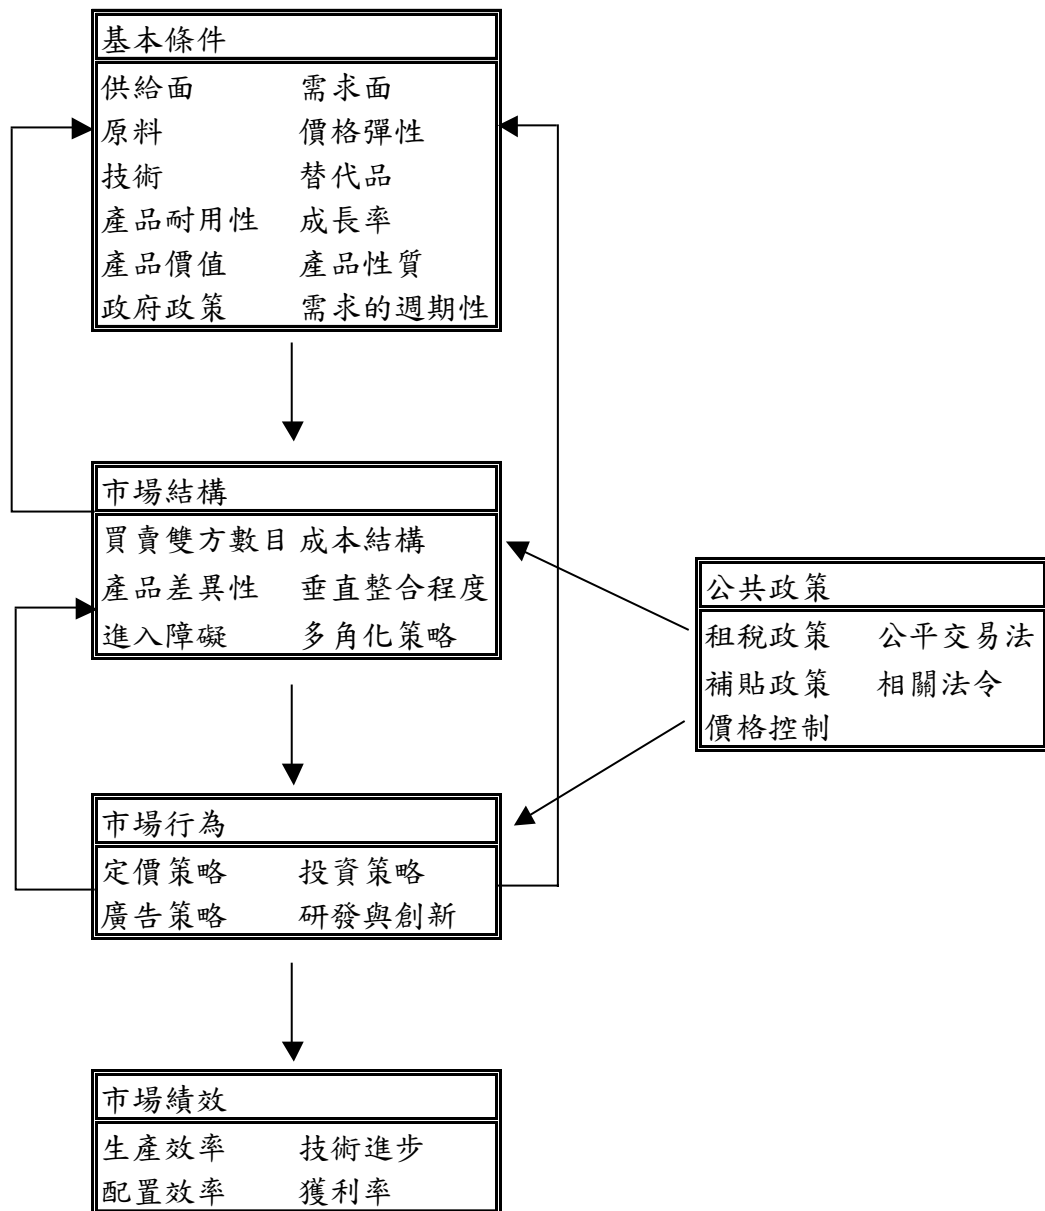 基本條件
供給面 需求面
原料 價格彈性
技術 替代品
產品耐用性 成長率
產品價值 產品性質
政府政策 需求的週期性
市場結構
買賣雙方數目 成本結構
產品差異性 垂直整合程度
進入障礙 多角化策略
公共政策
租稅政策 公平交易法
補貼政策 相關法令
價格控制
市場行為
定價策略 投資策略
廣告策略 研發與創新
市場績效
生產效率 技術進步
配置效率 獲利率